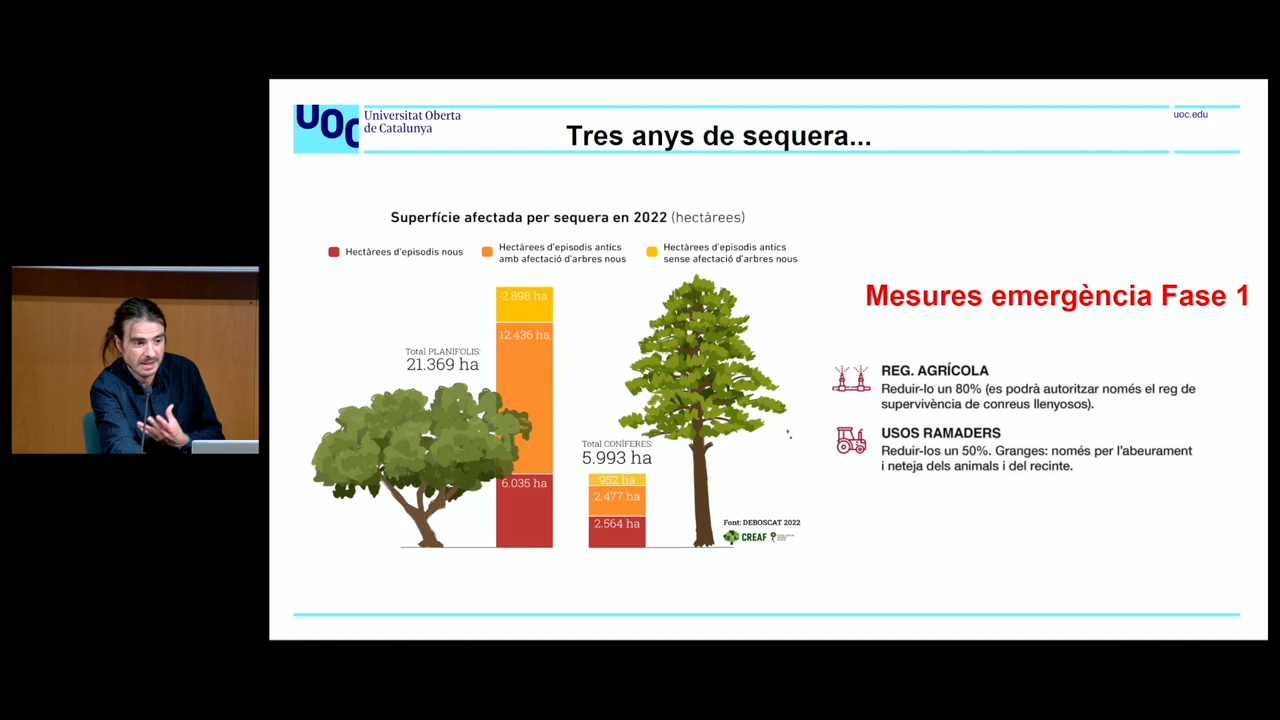 UOC
Universitat Oberta
de Catalunya
uoc.edu
Tres anys de sequera...
Superfície afectada per sequera en 2022 (hectàrees)
Hectàrees d'episodis nous
Hectàrees d'episodis antics
amb afectació d'arbres nous
Hectàrees d'episodis antics
sense afectació d'arbres nous
2.898 ha
12.436 ha
Total PLANIFOLIS:
21.369 ha
6.035 ha
Total CONÍFERES:
5.993 ha
952 ha
2.477 ha
2.564 ha
Font: DEBOSCAT 2022
CREAF
Mesures emergència Fase 1
REG. AGRÍCOLA
Reduir-lo un 80% (es podrà autoritzar només el reg de
supervivència de conreus llenyosos).
USOS RAMADERS
Reduir-los un 50%. Granges: només per l'abeurament
i neteja dels animals i del recinte.